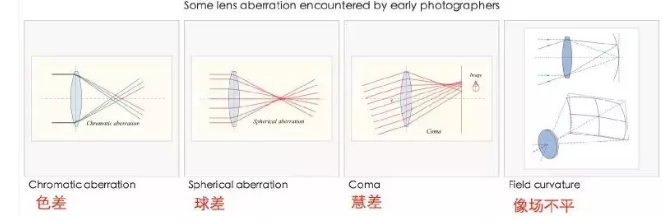 Some lens aberration encountered by early photographers
Chromatic aberration
Spherical aberration
Image
Coma
Chromatic aberration
Spherical aberration
Coma
Field curvature
色差
球差
慧差
像场不平